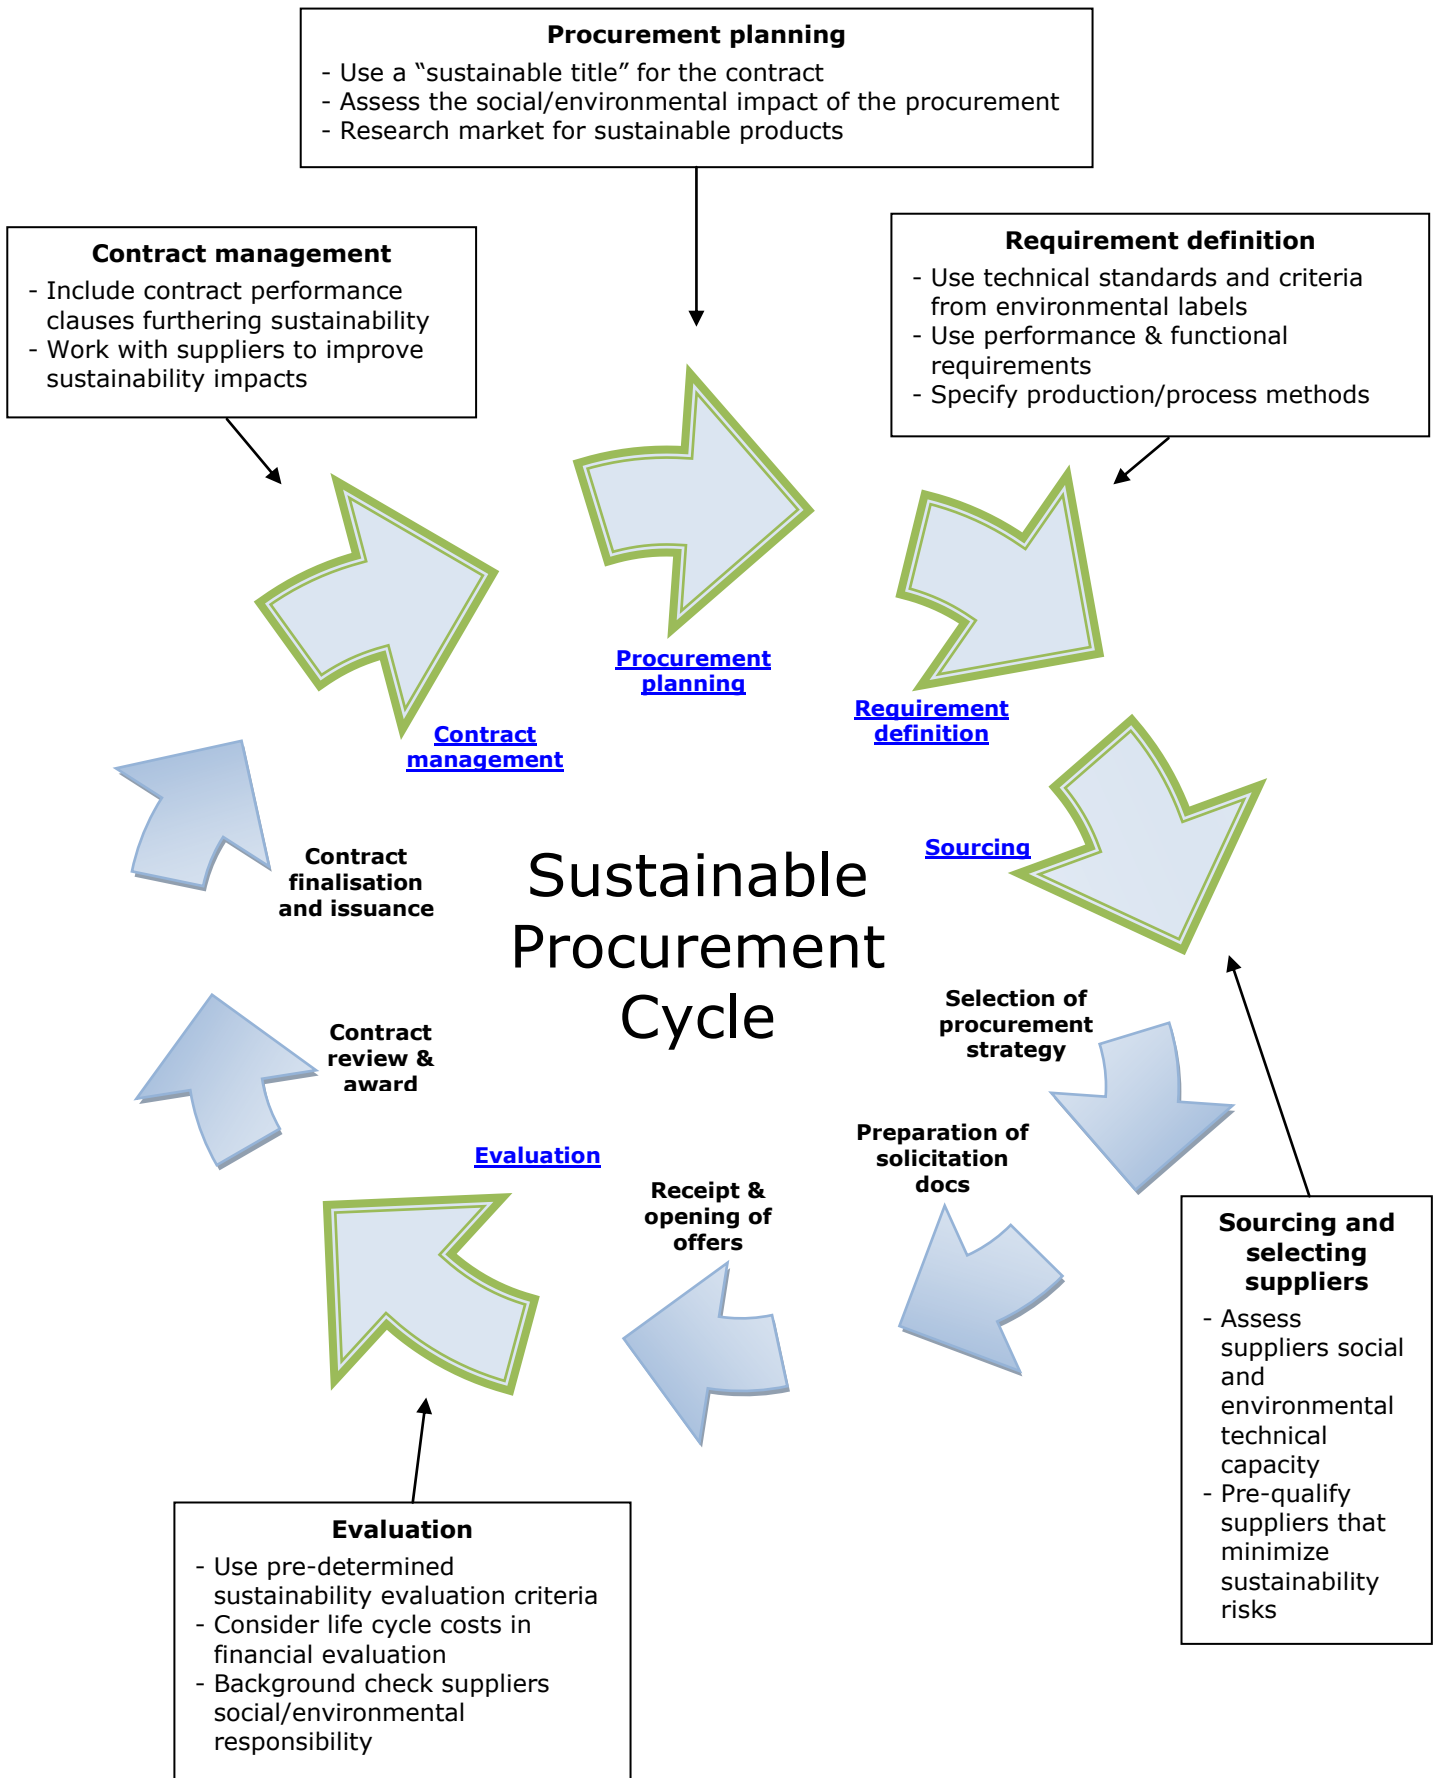 Procurement planning
- Use a “sustainable title” for the contract
- Assess the social/environmental impact of the procurement
- Research market for sustainable products
Contract management
- Include contract performance
clauses furthering sustainability
- Work with suppliers to improve
sustainability impacts
Requirement definition
- Use technical standards and criteria
from environmental labels
- Use performance & functional
requirements
- Specify production/process methods
Procurement
planning
Requirement
definition
Contract
management
Sourcing
Contract
finalisation
and issuance
Sustainable
Procurement
Cycle
Selection of
procurement
strategy
Contract
review &
award
Preparation of
solicitation
docs
Evaluation
Receipt &
opening of
offers
Sourcing and
selecting
suppliers
- Assess
suppliers social
and
environmental
technical
capacity
- Pre-qualify
suppliers that
minimize
sustainability
risks
Evaluation
- Use pre-determined
sustainability evaluation criteria
- Consider life cycle costs in
financial evaluation
- Background check suppliers
social/environmental
responsibility